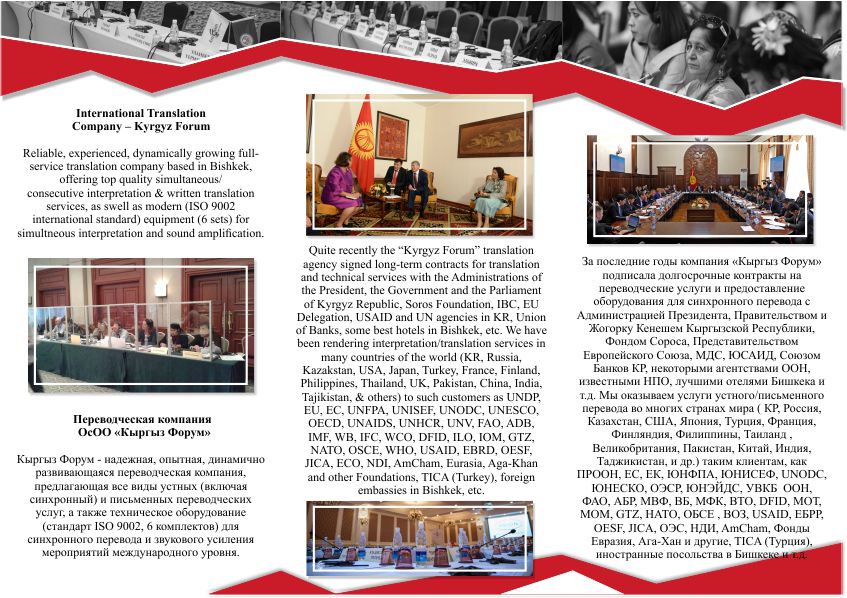 International Translation
Company – Kyrgyz Forum
Reliable, experienced, dynamically growing full-
service translation company based in Bishkek,
offering top quality simultaneous/
consecutive interpretation & written translation
services, as swell as modern (ISO 9002
international standard) equipment (6 sets) for
simultneous interpretation and sound amplification.
Переводческая компания
ОсОО «Кыргыз Форум»
Кыргыз Форум - надежная, опытная, динамично
развивающаяся переводческая компания,
предлагающая все виды устных (включая
синхронный) и письменных переводческих
услуг, а также техническое оборудование
(стандарт ISO 9002, 6 комплектов) для
синхронного перевода и звукового усиления
мероприятий международного уровня.
Quite recently the “Kyrgyz Forum” translation
agency signed long-term contracts for translation
and technical services with the Administrations of
the President, the Government and the Parliament
of Kyrgyz Republic, Soros Foundation, IBC, EU
Delegation, USAID and UN agencies in KR, Union
of Banks, some best hotels in Bishkek, etc. We have
been rendering interpretation/translation services in
many countries of the world (KR, Russia,
Kazakstan, USA, Japan, Turkey, France, Finland,
Philippines, Thailand, UK, Pakistan, China, India,
Tajikistan, & others) to such customers as UNDP,
EU, EC, UNFPA, UNISEF, UNODC, UNESCO,
OECD, UNAIDS, UNHCR, UNV, FAO, ADB,
IMF, WB, IFC, WCO, DFID, ILO, IOM, GTZ,
NATO, OSCE, WHO, USAID, EBRD, OESF,
JICA, ECO, NDI, AmCham, Eurasia, Aga-Khan
and other Foundations, TICA (Turkey), foreign
embassies in Bishkek, etc.
За последние годы компания «Кыргыз Форум»
подписала долгосрочные контракты на
переводческие услуги и предоставление
оборудования для синхронного перевода с
Администрацией Президента, Правительством и
Жогорку Кенешем Кыргызской Республики,
Фондом Сороса, Представительством
Европейского Союза, МДС, ЮСАИД, Союзом
Банков КР, некоторыми агентствами ООН,
известными НПО, лучшими отелями Бишкека и
т.д. Мы оказываем услуги устного/письменного
перевода во многих странах мира ( КР, Россия,
Казахстан, США, Япония, Турция, Франция,
Финляндия, Филиппины, Таиланд ,
Великобритания, Пакистан, Китай, Индия,
Таджикистан, и др.) таким клиентам, как
ПРООН, ЕС, ЕК, ЮНФПА, ЮНИСЕФ, UNODC,
ЮНЕСКО, ОЭСР, ЮНЭЙДС, УВКБ ООН,
ФАО, АБР, МВФ, ВБ, МФК, ВТО, DFID, МОТ,
МОМ, GTZ, НАТО, ОБСЕ , ВОЗ, USAID, ЕБРР,
OESF, JICA, ОЭС, НДИ, AmCham, Фонды
Евразия, Ага-Хан и другие, TICA (Турция),
иностранные посольства в Бишкеке и т.д.